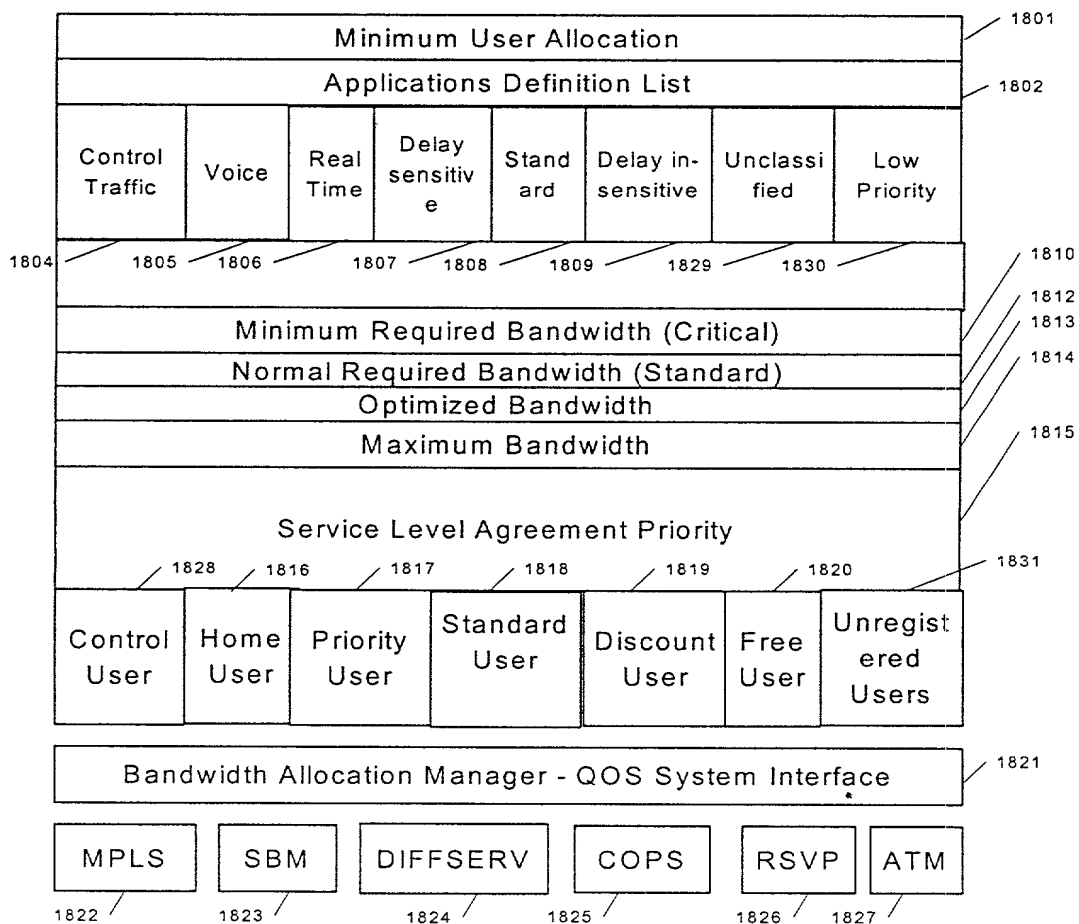 1801
Minimum User Allocation
Applications Definition List
1802
Control Traffic
Voice
Real Time
Delay sensitiv e
Stand ard
Delay in- sensitive
Unclassi fied
Low Priority
1804
1805
1806
1807
1808
1809
1829
1830
1810
1812
1813
1814
Minimum Required Bandwidth (Critical)
Normal Required Bandwidth (Standard)
Optimized Bandwidth
Maximum Bandwidth
1815
Service Level Agreement Priority
1828
1816
1817
1818
1819
1820
1831
Control User
Home User
Priority User
Standard User
Discount User
Free User
Unregist ered Users
Bandwidth Allocation Manager - QOS System Interface
1821
MPLS
SBM
DIFFSERV
COPS
RSVP
ATM
1822
1823
1824
1825
1826
1827